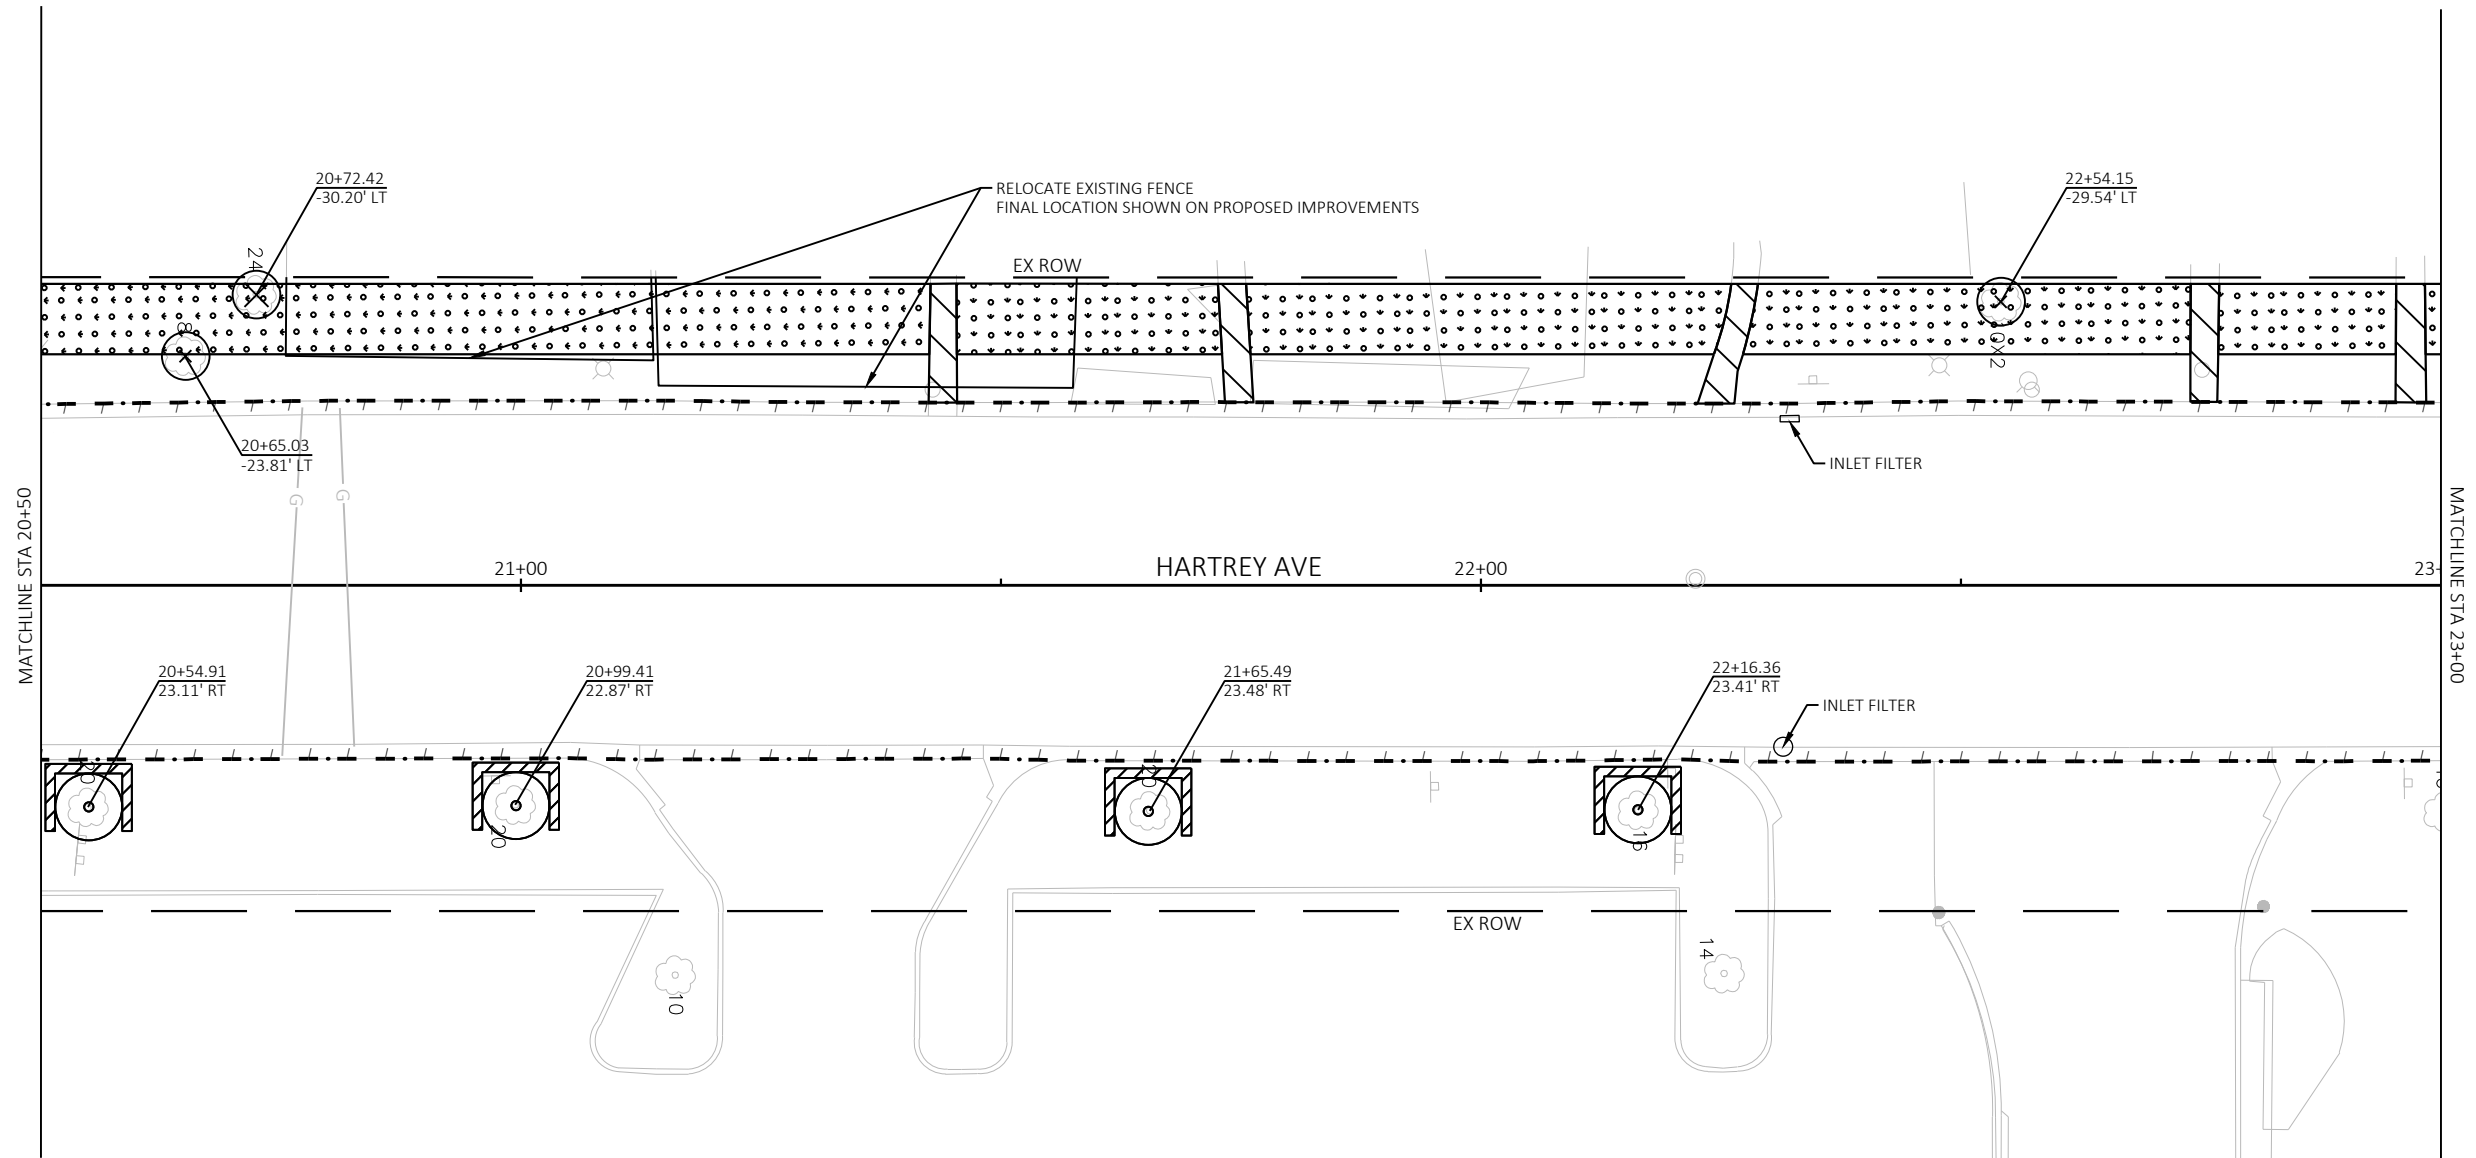 20+72.42
-30.20' LT
RELOCATE EXISTING FENCE
FINAL LOCATION SHOWN ON PROPOSED IMPROVEMENTS
22+54.15
-29.54' LT
24
EX ROW
8
20+65.03
-23.81' LT
INLET FILTER
G
G
MATCHLINE STA 20+50
MATCHLINE STA 23+00
HARTREY AVE
21+00
22+00
23+
20+54.91
23.11' RT
20+99.41
22.87' RT
21+65.49
23.48' RT
22+16.36
23.41' RT
INLET FILTER
20
20
20
16
EX ROW
14
10